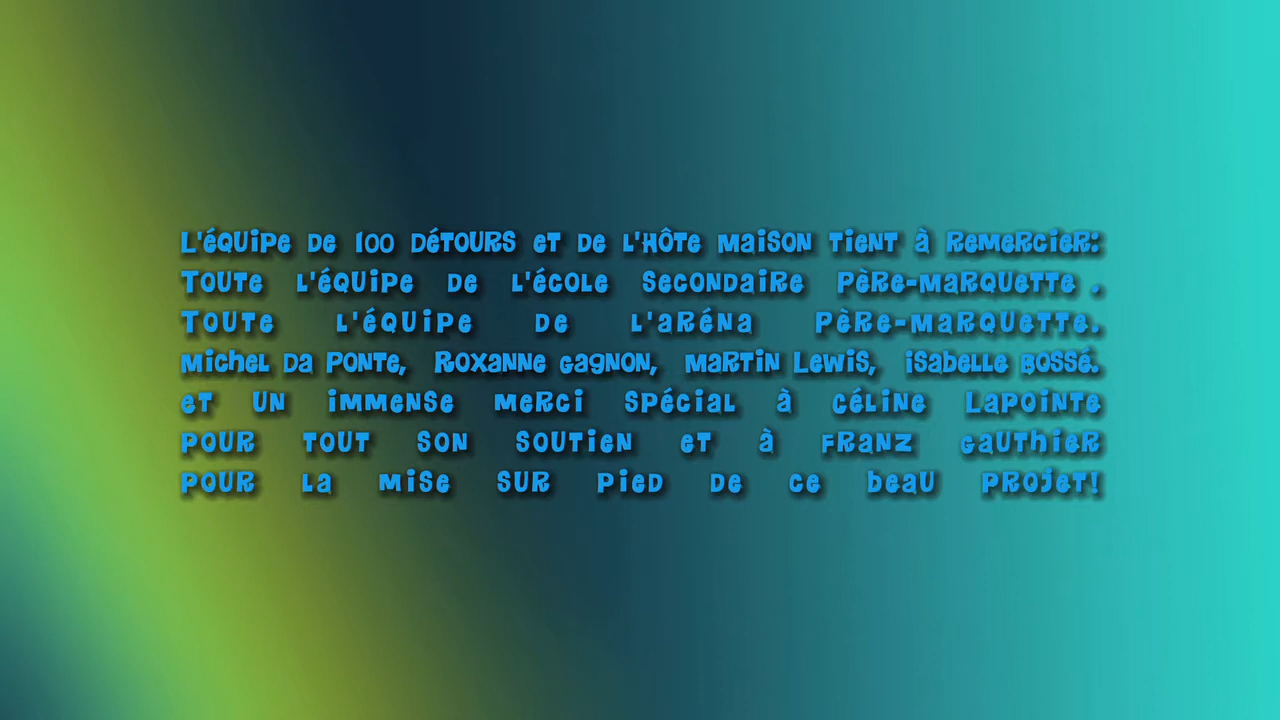 L'équipe de 100 Détours et de l'Hôte Maison tient à remercier:
Toute l'équipe de l'école secondaire Père-Marquette .
Toute l'équipe de l'aréna Père-Marquette.
Michel Da Ponte, Roxanne Gagnon, Martin Lewis, Isabelle Bossé.
et un immense merci spécial à Céline Lapointe
pour tout son soutien et à Franz Gauthier
pour la mise sur pied de ce beau projet!